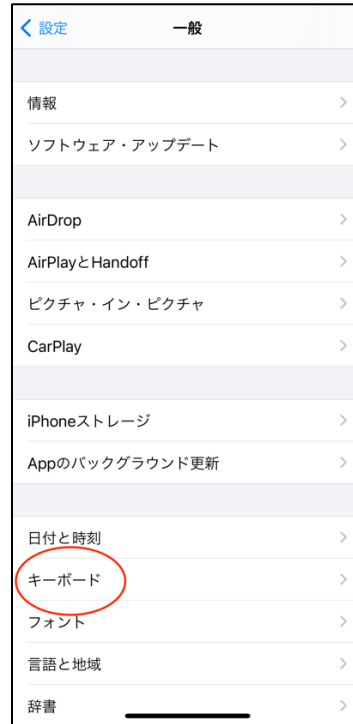 設定
一般
情報
ソフトウェア・アップデート
AirDrop
AirPlayとHandoff
ピクチャ・イン・ピクチャ
CarPlay
iPhoneストレージ
Appのバックグラウンド更新
日付と時刻
キーボード
フォント
言語と地域
辞書